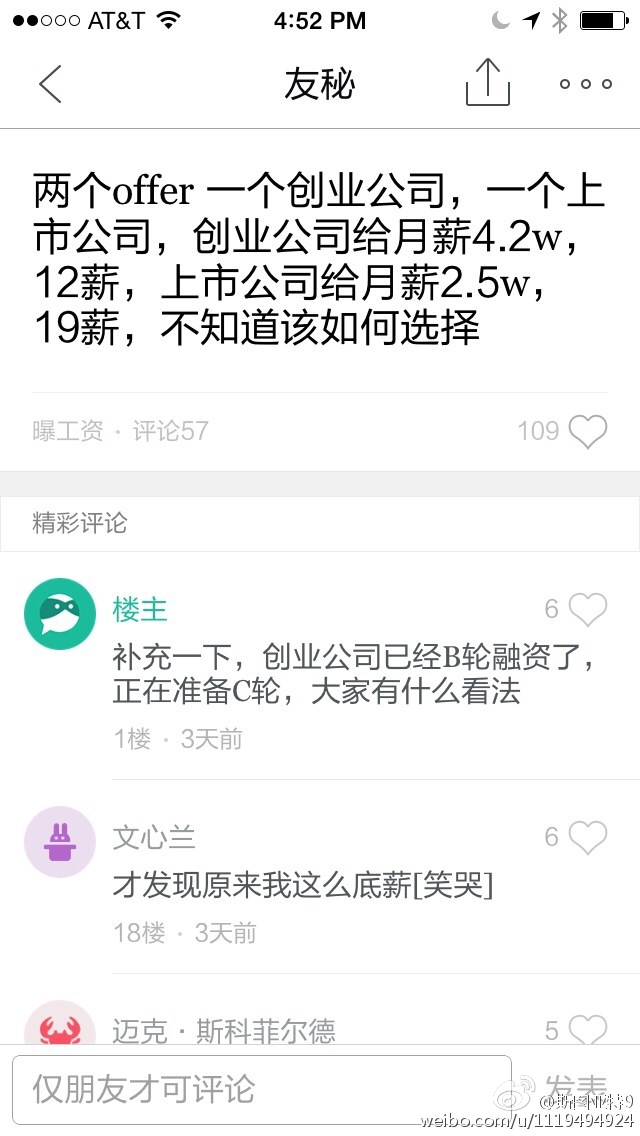 AT&T 4:52 PM
友秘
两个offer 一个创业公司，一个上
市公司，创业公司给月薪4.2w，
12薪，上市公司给月薪2.5w，
19薪，不知道该如何选择
曝工资 · 评论57 109
精彩评论
楼主 6
补充一下，创业公司已经B轮融资了，
正在准备C轮，大家有什么看法
1楼 · 3天前
文心兰 6
才发现原来我这么底薪[笑哭]
18楼 · 3天前
迈克 · 斯科菲尔德 5
仅朋友才可评论 发表
weibo.com/u/1119494924